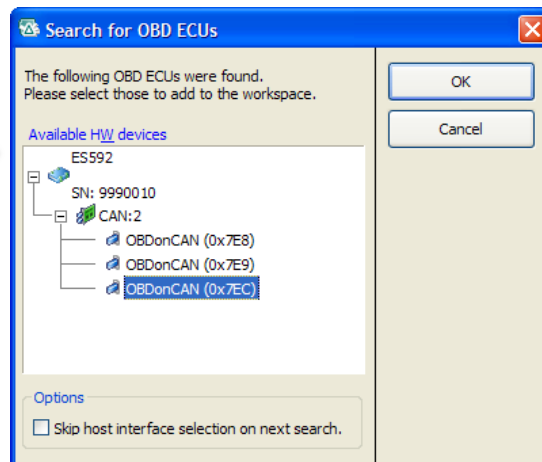 Search for OBD ECUs
The following OBD ECUs were found.
Please select those to add to the workspace.
OK
Cancel
Available HW devices
ES592
SN: 9990010
CAN:2
OBDonCAN (0x7E8)
OBDonCAN (0x7E9)
OBDonCAN (0x7EC)
Options
Skip host interface selection on next search.